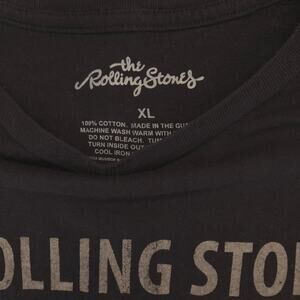 the
Rolling Stones
XL
100% COTTON. MADE IN THE
MACHINE WASH WARM WITH
DO NOT BLEACH.
TURN INSIDE OUT
COOL IRON
OLLING STO